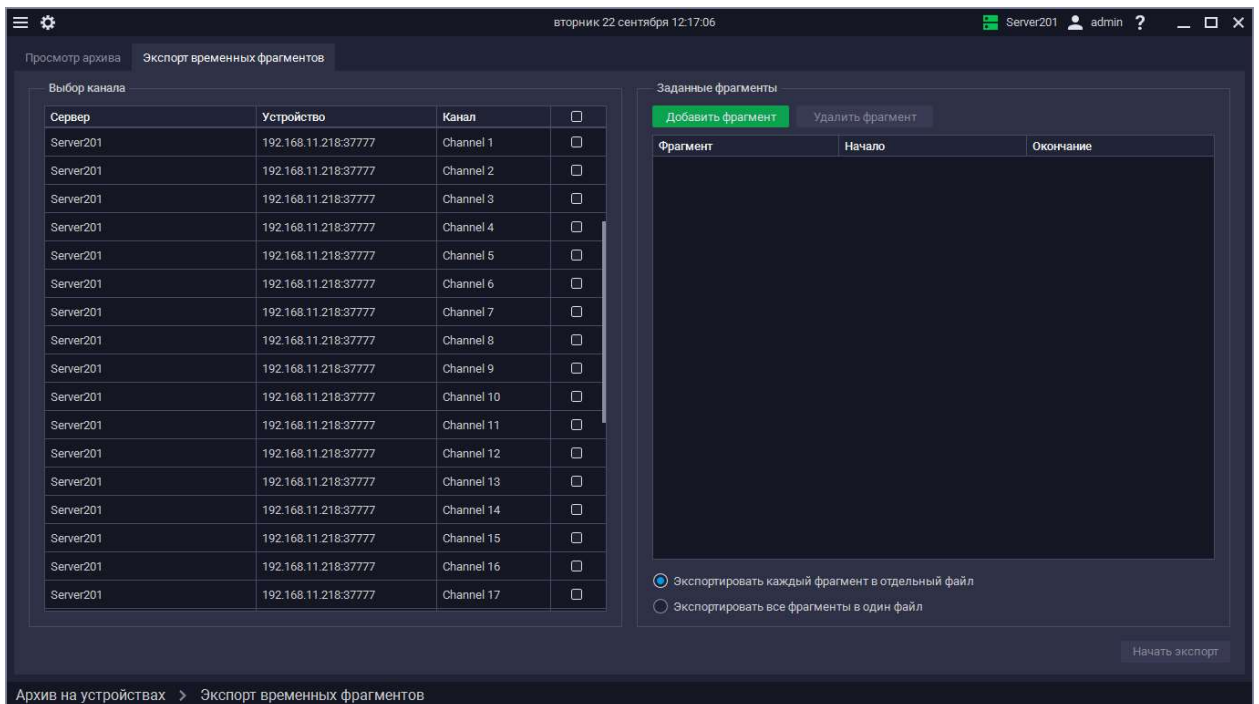 вторник 22 сентября 12:17:06 Server201 admin ?
Просмотр архива Экспорт временных фрагментов
Выбор канала
Сервер Устройство Канал
Server201 192.168.11.218:37777 Channel 1
Server201 192.168.11.218:37777 Channel 2
Server201 192.168.11.218:37777 Channel 3
Server201 192.168.11.218:37777 Channel 4
Server201 192.168.11.218:37777 Channel 5
Server201 192.168.11.218:37777 Channel 6
Server201 192.168.11.218:37777 Channel 7
Server201 192.168.11.218:37777 Channel 8
Server201 192.168.11.218:37777 Channel 9
Server201 192.168.11.218:37777 Channel 10
Server201 192.168.11.218:37777 Channel 11
Server201 192.168.11.218:37777 Channel 12
Server201 192.168.11.218:37777 Channel 13
Server201 192.168.11.218:37777 Channel 14
Server201 192.168.11.218:37777 Channel 15
Server201 192.168.11.218:37777 Channel 16
Server201 192.168.11.218:37777 Channel 17
Заданные фрагменты
Добавить фрагмент Удалить фрагмент
Фрагмент Начало Окончание
Экспортировать каждый фрагмент в отдельный файл
Экспортировать все фрагменты в один файл
Начать экспорт
Архив на устройствах > Экспорт временных фрагментов